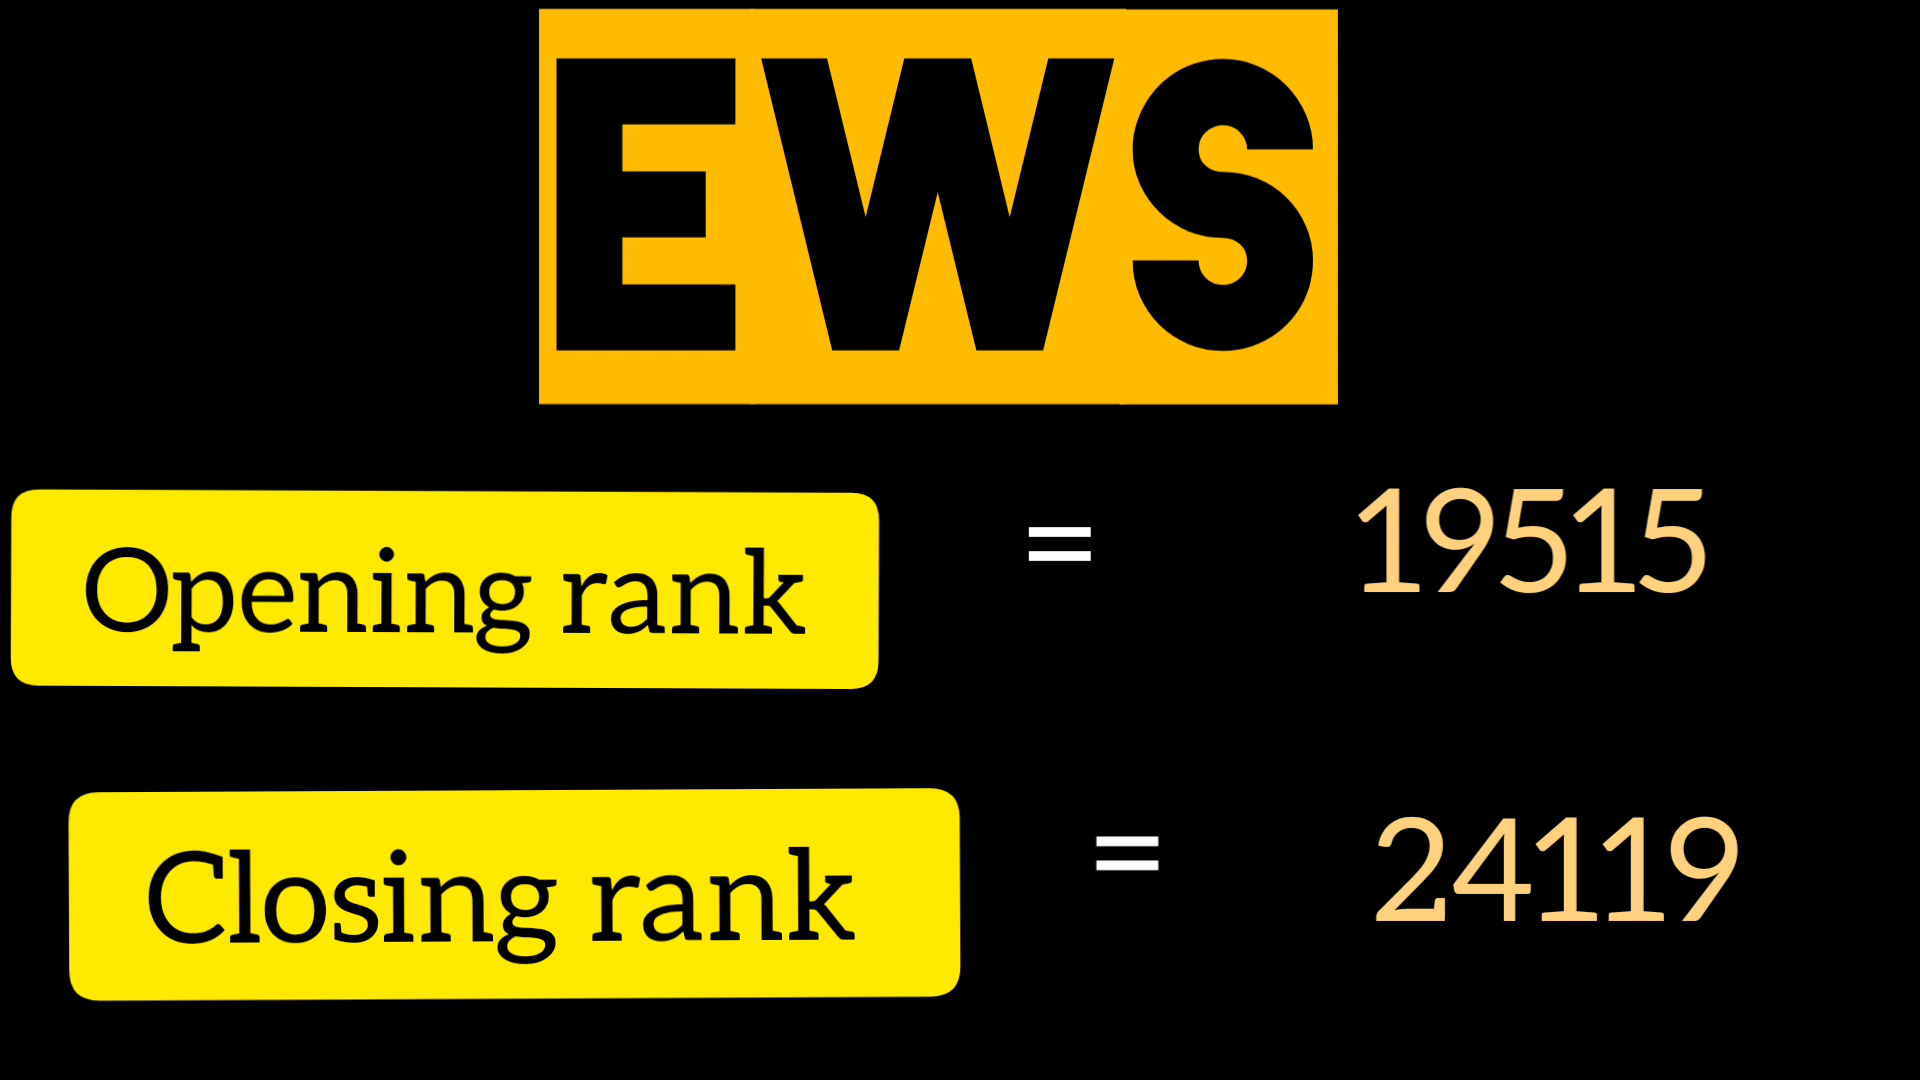 EWS
Opening rank = 19515
Closing rank = 24119